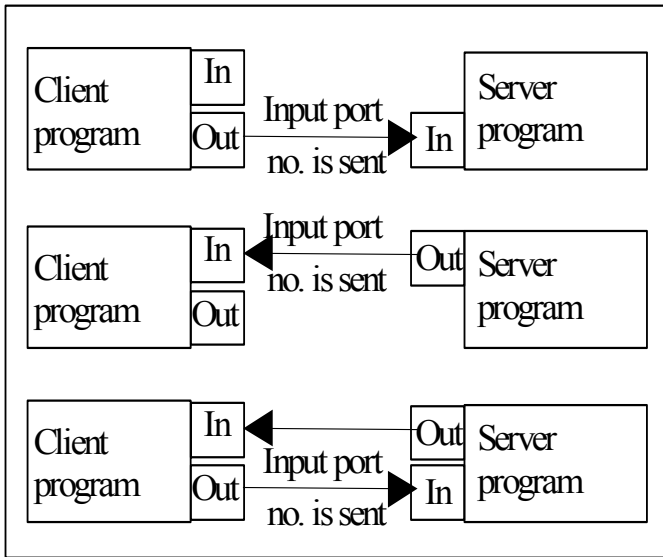 Client
program
In
Out
Input port
no. is sent
In
Server
program
Client
program
In
Out
Input port
no. is sent
Out
Server
program
Client
program
In
Out
Input port
no. is sent
Out
In
Server
program